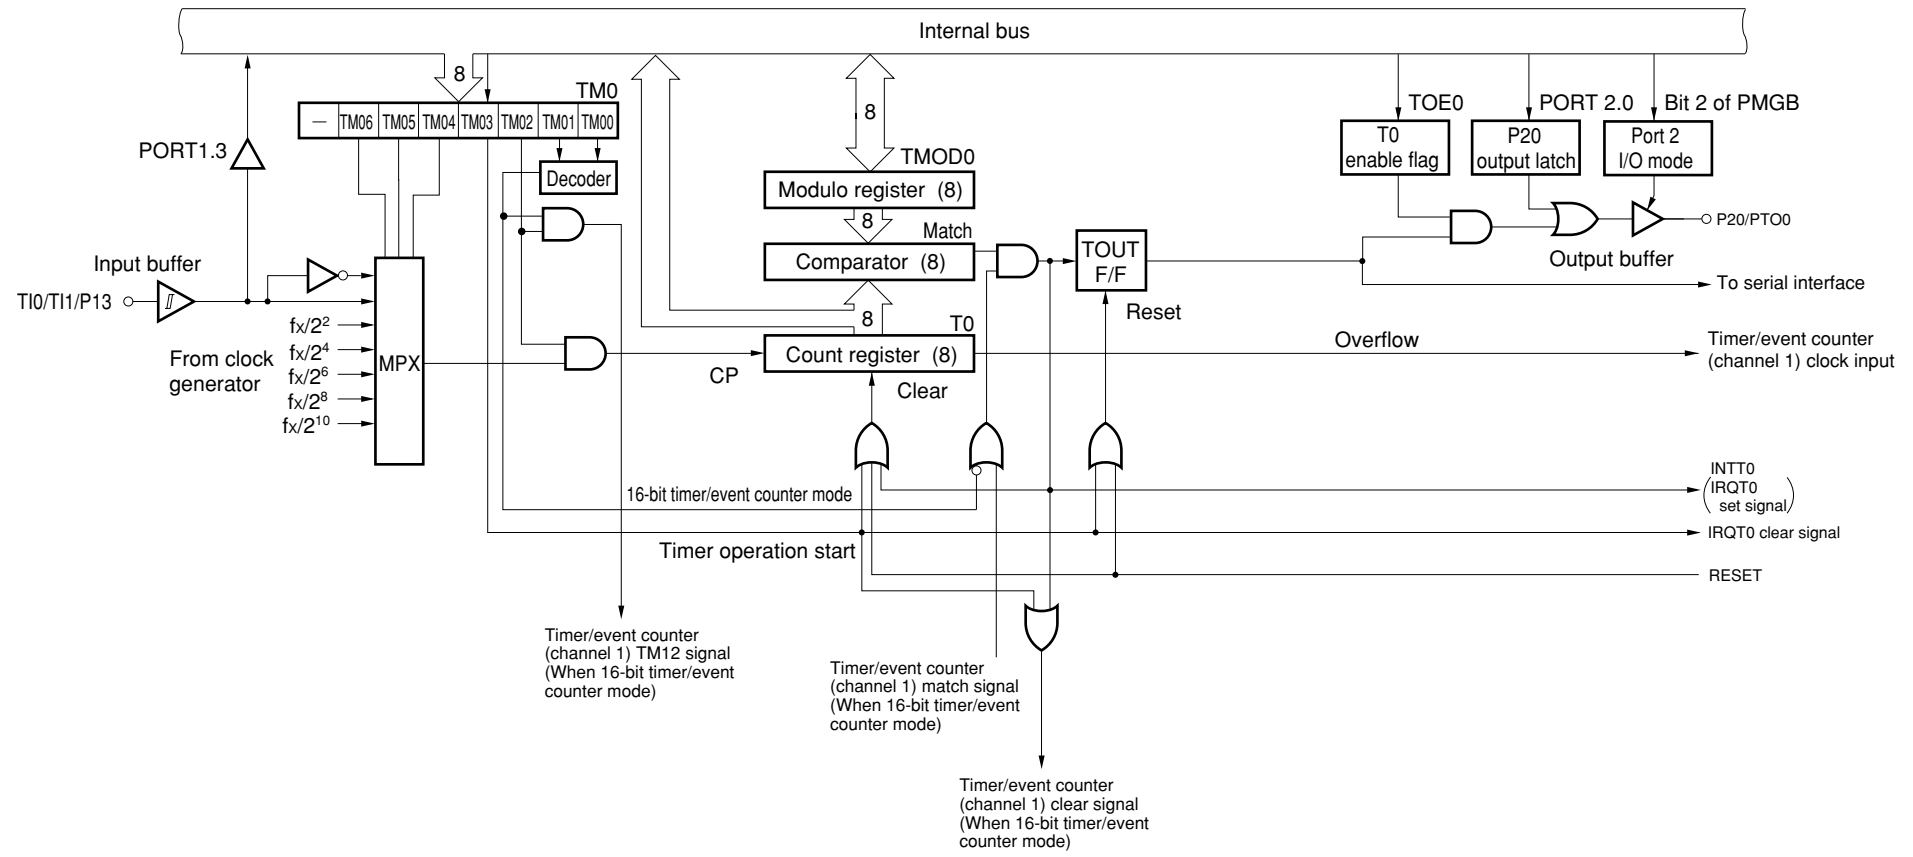 Internal bus
8
TM0
— TM06 TM05 TM04 TM03 TM02 TM01 TM00
8
TOE0
PORT 2.0
Bit 2 of PMGB
T0
enable flag
P20
output latch
Port 2
I/O mode
PORT1.3
Decoder
TMOD0
Modulo register (8)
8
Match
Comparator (8)
TOUT
F/F
Reset
P20/PTO0
Output buffer
To serial interface
Input buffer
TI0/TI1/P13
From clock
generator
fx/2²
fx/2⁴
fx/2⁶
fx/2⁸
fx/2¹⁰
MPX
CP
8
T0
Count register (8)
Clear
Overflow
Timer/event counter
(channel 1) clock input
16-bit timer/event counter mode
INTT0
(IRQT0
set signal)
Timer operation start
IRQT0 clear signal
RESET
Timer/event counter
(channel 1) TM12 signal
(When 16-bit timer/event
counter mode)
Timer/event counter
(channel 1) match signal
(When 16-bit timer/event
counter mode)
Timer/event counter
(channel 1) clear signal
(When 16-bit timer/event
counter mode)